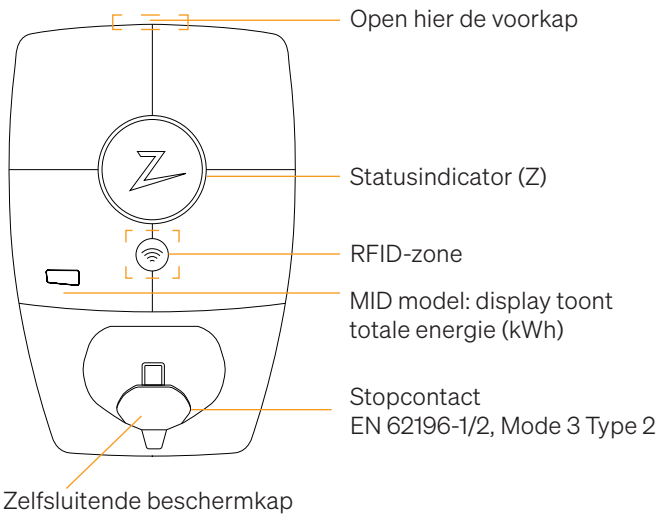 Open hier de voorkap
Statusindicator (Z)
RFID-zone
MID model: display toont
totale energie (kWh)
Stopcontact
EN 62196-1/2, Mode 3 Type 2
Zelfsluitende beschermkap